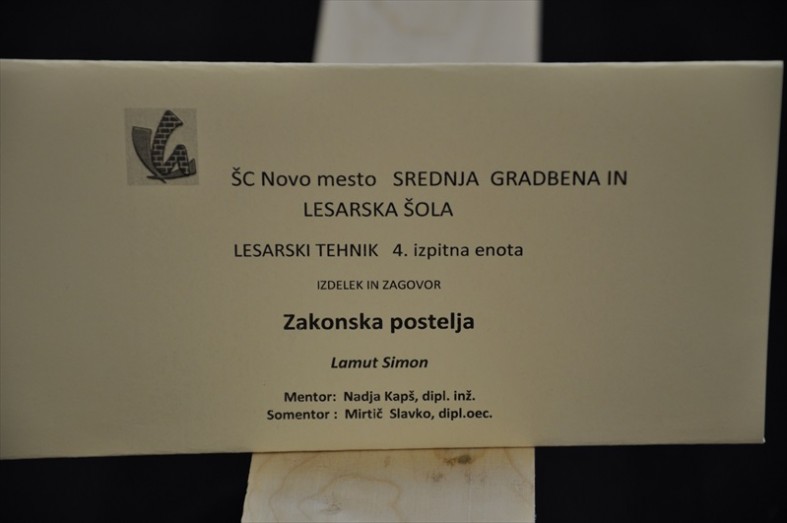 ŠC Novo mesto SREDNJA GRADBENA IN
LESARSKA ŠOLA
LESARSKI TEHNIK 4. izpitna enota
IZDELEK IN ZAGOVOR
Zakonska postelja
Lamut Simon
Mentor: Nadja Kapš, dipl. inž.
Somentor : Mirtič Slavko, dipl.oec.